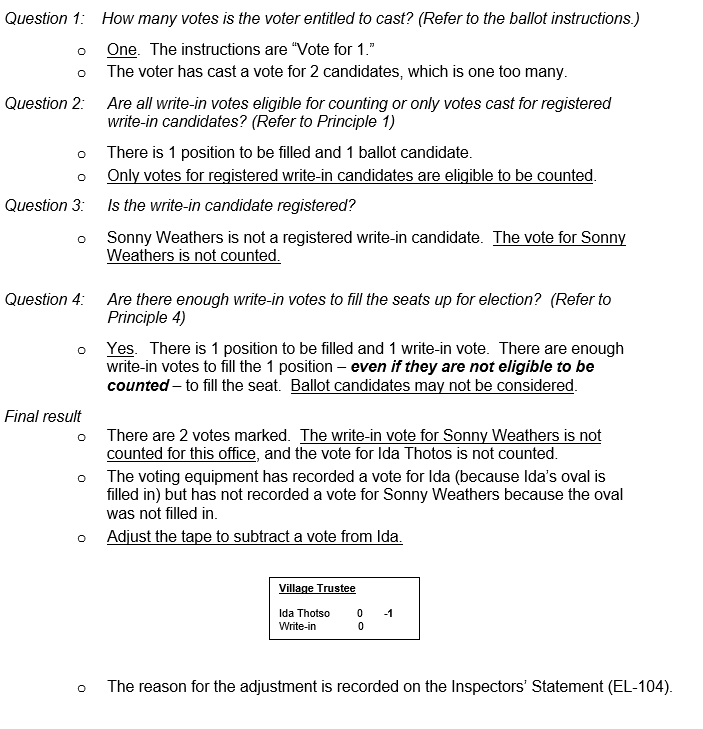 Question 1: How many votes is the voter entitled to cast? (Refer to the ballot instructions.)
o One. The instructions are “Vote for 1.”
o The voter has cast a vote for 2 candidates, which is one too many.
Question 2: Are all write-in votes eligible for counting or only votes cast for registered
write-in candidates? (Refer to Principle 1)
o There is 1 position to be filled and 1 ballot candidate.
o Only votes for registered write-in candidates are eligible to be counted.
Question 3: Is the write-in candidate registered?
o Sonny Weathers is not a registered write-in candidate. The vote for Sonny
Weathers is not counted.
Question 4: Are there enough write-in votes to fill the seats up for election? (Refer to
Principle 4)
o Yes. There is 1 position to be filled and 1 write-in vote. There are enough
write-in votes to fill the 1 position – even if they are not eligible to be
counted – to fill the seat. Ballot candidates may not be considered.
Final result
o There are 2 votes marked. The write-in vote for Sonny Weathers is not
counted for this office, and the vote for Ida Thotos is not counted.
o The voting equipment has recorded a vote for Ida (because Ida’s oval is
filled in) but has not recorded a vote for Sonny Weathers because the oval
was not filled in.
o Adjust the tape to subtract a vote from Ida.
Village Trustee
Ida Thotso 0 -1
Write-in 0
o The reason for the adjustment is recorded on the Inspectors’ Statement (EL-104).